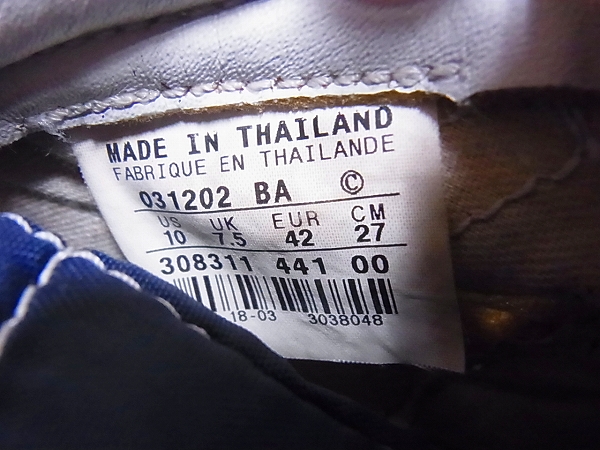 MADE IN THAILAND
FABRIQUE EN THAILANDE
031202 BA ©
US UK EUR CM
10 7.5 42 27
308311 441 00
18-03 3038048